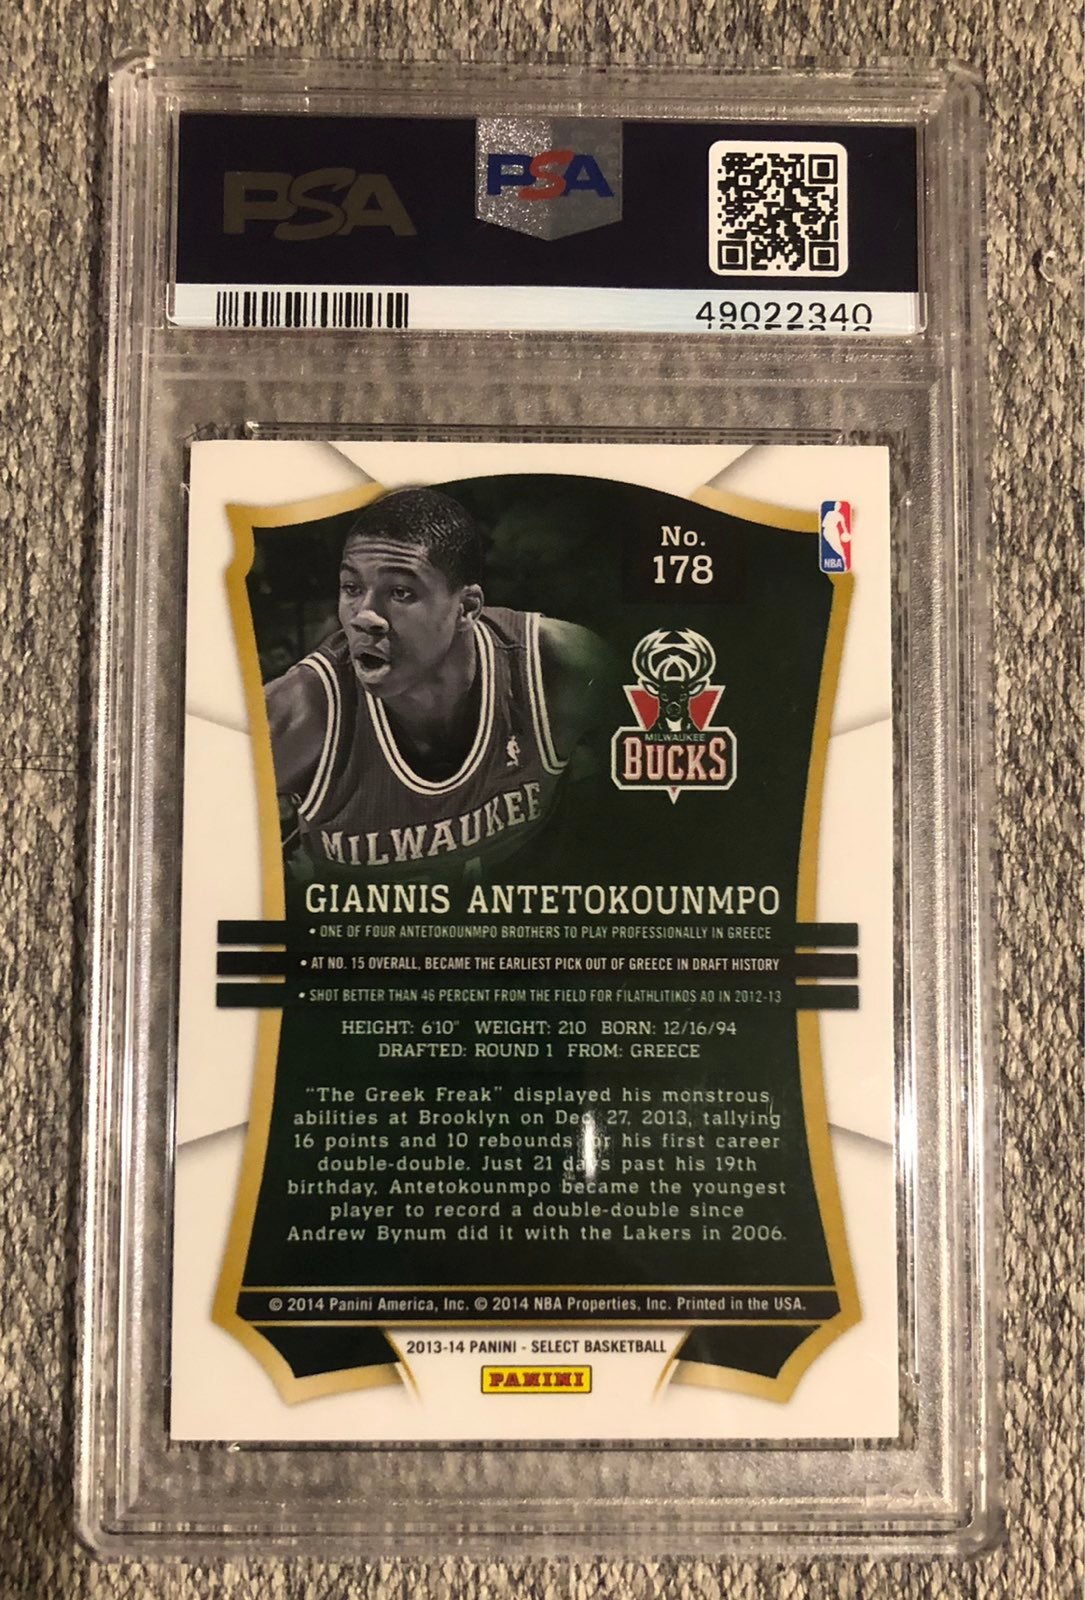 PSA
PSA
49022340
No.
178
NBA
MILWAUKEE
BUCKS
MILWAUKEE
GIANNIS ANTETOKOUNMPO
• ONE OF FOUR ANTETOKOUNMPO BROTHERS TO PLAY PROFESSIONALLY IN GREECE
• AT NO. 15 OVERALL, BECAME THE EARLIEST PICK OUT OF GREECE IN DRAFT HISTORY
• SHOT BETTER THAN 46 PERCENT FROM THE FIELD FOR FILATHLITIKOS AO IN 2012-13
HEIGHT: 6'10" WEIGHT: 210 BORN: 12/16/94
DRAFTED: ROUND 1 FROM: GREECE
"The Greek Freak" displayed his monstrous
abilities at Brooklyn on Dec. 27, 2013, tallying
16 points and 10 rebounds for his first career
double-double. Just 21 days past his 19th
birthday, Antetokounmpo became the youngest
player to record a double-double since
Andrew Bynum did it with the Lakers in 2006.
© 2014 Panini America, Inc. © 2014 NBA Properties, Inc. Printed in the USA.
2013-14 PANINI - SELECT BASKETBALL
PANINI